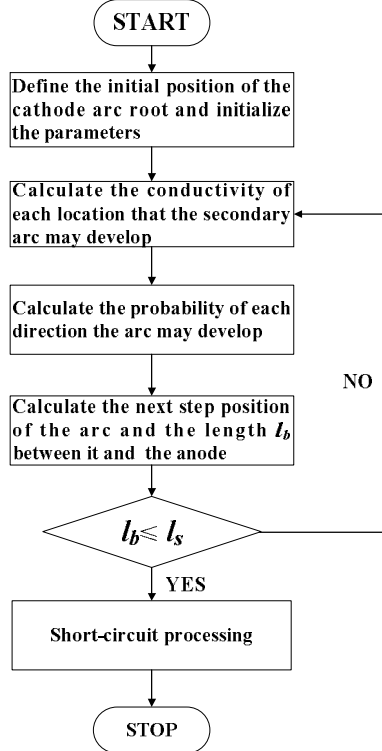 START
Define the initial position of the
cathode arc root and initialize
the parameters
Calculate the conductivity of
each location that the secondary
arc may develop
Calculate the probability of each
direction the arc may develop
Calculate the next step position
of the arc and the length l_b
between it and the anode
NO
l_b ≤ l_s
YES
Short-circuit processing
STOP